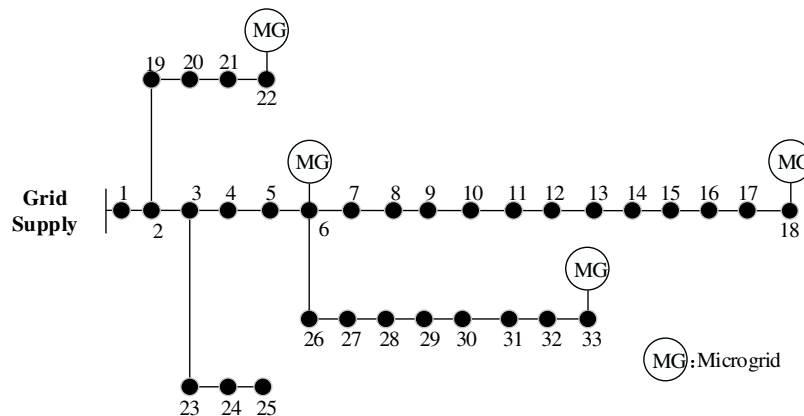 MG
19 20 21
22
MG
MG
Grid
Supply
1 3 4 5 7 8 9 10 11 12 13 14 15 16 17
2 6 18
MG
26 27 28 29 30 31 32 33
MG:Microgrid
23 24 25